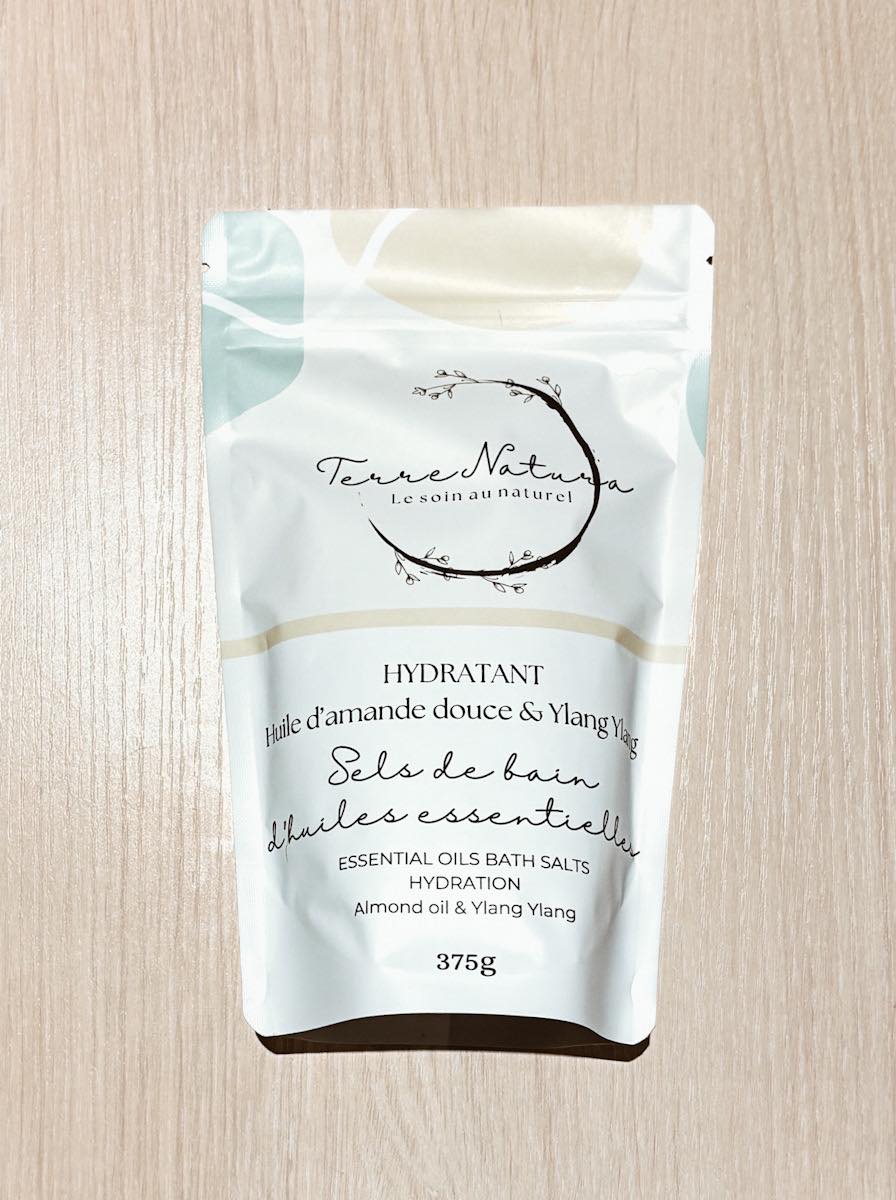 Terre Natura
Le soin au naturel
HYDRATANT
Huile d'amande douce & Ylang Ylang
Sels de bain
d'huiles essentielles
ESSENTIAL OILS BATH SALTS
HYDRATION
Almond oil & Ylang Ylang
375g